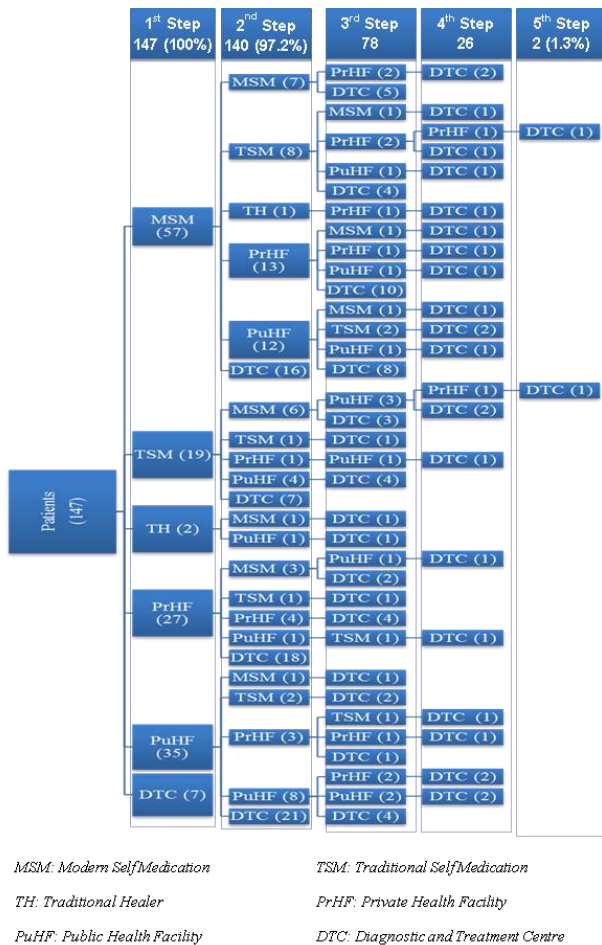 1st Step
147 (100%)
2nd Step
140 (97.2%)
3rd Step
78
4th Step
26
5th Step
2 (1.3%)
Patients
(147)
MSM
(57)
TSM (19)
TH (2)
PrHF
(27)
PuHF
(35)
DTC (7)
MSM (7)
TSM (8)
TH (1)
PrHF
(13)
PuHF
(12)
DTC (16)
MSM (6)
TSM (1)
PrHF (1)
PuHF (4)
DTC (7)
MSM (1)
PuHF (1)
MSM (3)
TSM (1)
PrHF (4)
PuHF (1)
DTC (18)
MSM (1)
TSM (2)
PrHF (3)
PuHF (8)
DTC (21)
PrHF (2)
DTC (5)
MSM (1)
PrHF (2)
PuHF (1)
DTC (4)
PrHF (1)
MSM (1)
PrHF (1)
PuHF (1)
DTC (10)
MSM (1)
TSM (2)
PuHF (1)
DTC (8)
PuHF (3)
DTC (3)
DTC (1)
PuHF (1)
DTC (4)
DTC (1)
DTC (1)
PuHF (1)
DTC (2)
DTC (1)
DTC (4)
TSM (1)
DTC (1)
DTC (2)
TSM (1)
PrHF (1)
DTC (1)
PrHF (2)
PuHF (2)
DTC (4)
DTC (2)
DTC (1)
PrHF (1)
DTC (1)
DTC (1)
DTC (1)
DTC (1)
DTC (1)
DTC (1)
DTC (1)
DTC (2)
DTC (1)
PrHF (1)
DTC (2)
DTC (1)
DTC (1)
DTC (1)
DTC (1)
DTC (1)
DTC (2)
DTC (2)
DTC (1)
DTC (1)
MSM: Modern Self Medication
TSM: Traditional Self Medication
TH: Traditional Healer
PrHF: Private Health Facility
PuHF: Public Health Facility
DTC: Diagnostic and Treatment Centre